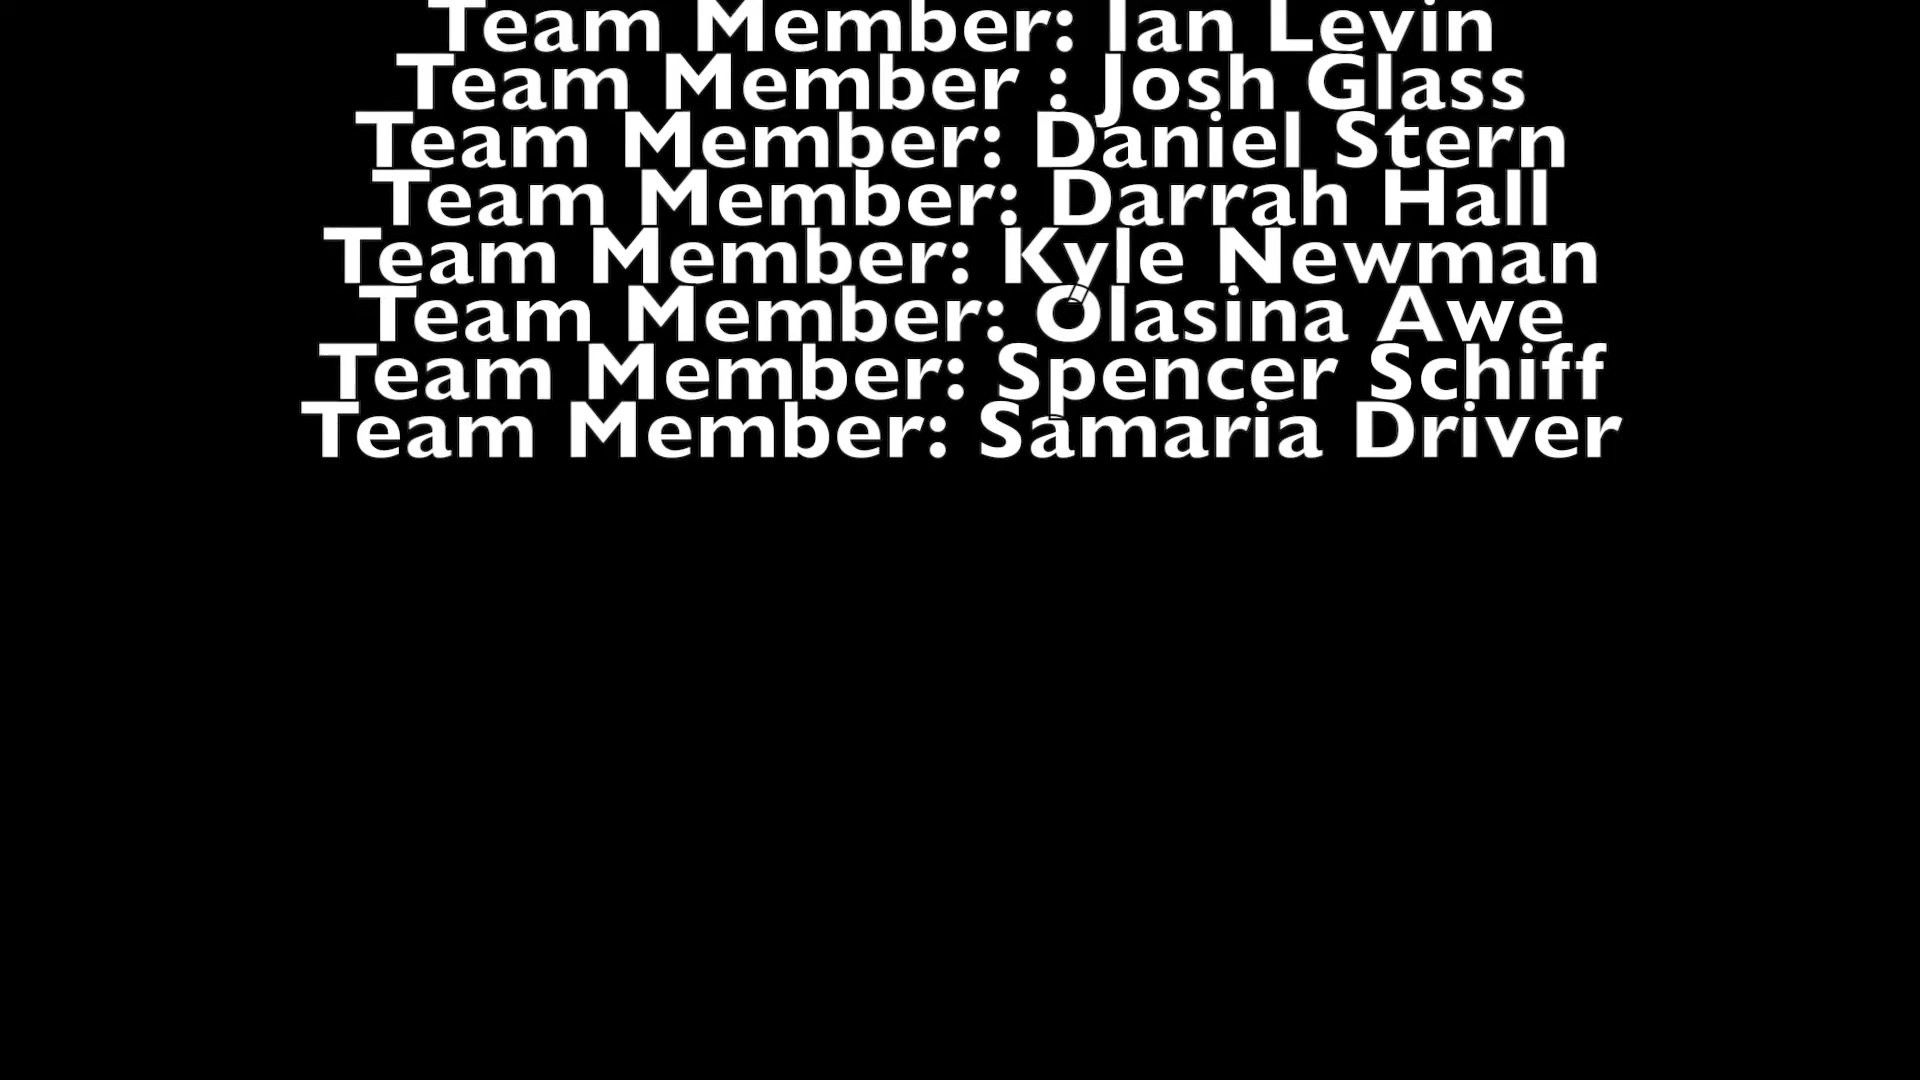 Team Member: Ian Levin
Team Member : Josh Glass
Team Member: Daniel Stern
Team Member: Darrah Hall
Team Member: Kyle Newman
Team Member: Olasina Awe
Team Member: Spencer Schiff
Team Member: Samaria Driver